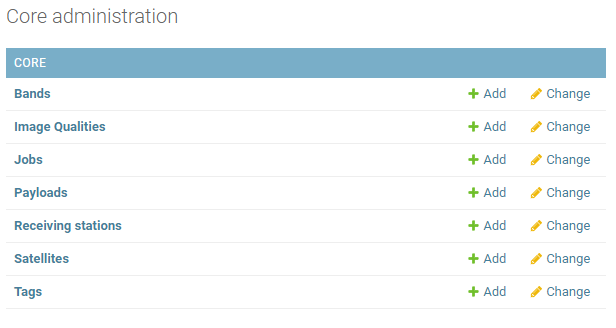 Core administration
CORE
Bands Add Change
Image Qualities Add Change
Jobs Add Change
Payloads Add Change
Receiving stations Add Change
Satellites Add Change
Tags Add Change